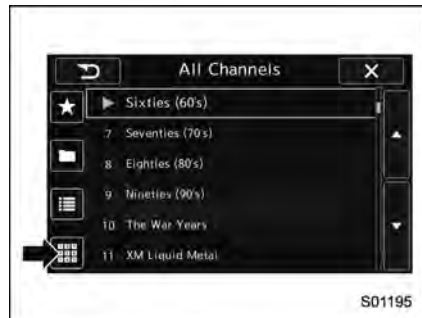 All Channels
Sixties (60's)
7 Seventies (70's)
8 Eighties (80's)
9 Nineties (90's)
10 The War Years
11 XM Liquid Metal
S01195